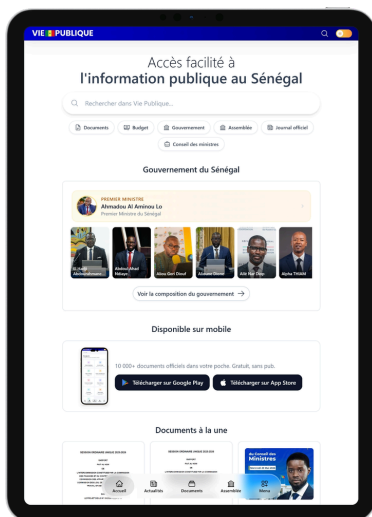 VIE PUBLIQUE
Accès facilité à
l'information publique au Sénégal
Rechercher dans Vie Publique...
Documents
Budget
Gouvernement
Assemblée
Journal officiel
Conseil des ministres
Gouvernement du Sénégal
PREMIER MINISTRE
Ahmadou Al Aminou Lo
Premier Ministre du Sénégal
Abdoul Ahad
Ndiaye
Alioune Dione
Alpha THIAM
Voir la composition du gouvernement →
Disponible sur mobile
10 000+ documents officiels dans votre poche. Gratuit, sans pub.
Télécharger sur Google Play
Télécharger sur App Store
Documents à la une
du Conseil des
Ministres
Accueil
Actualités
Documents
Assemblée
Menu